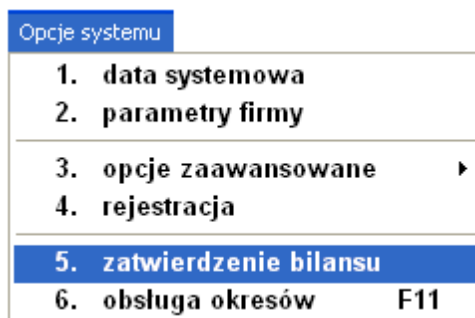 Opcje systemu
1. data systemowa
2. parametry firmy
3. opcje zaawansowane
4. rejestracja
5. zatwierdzenie bilansu
6. obsługa okresów F11